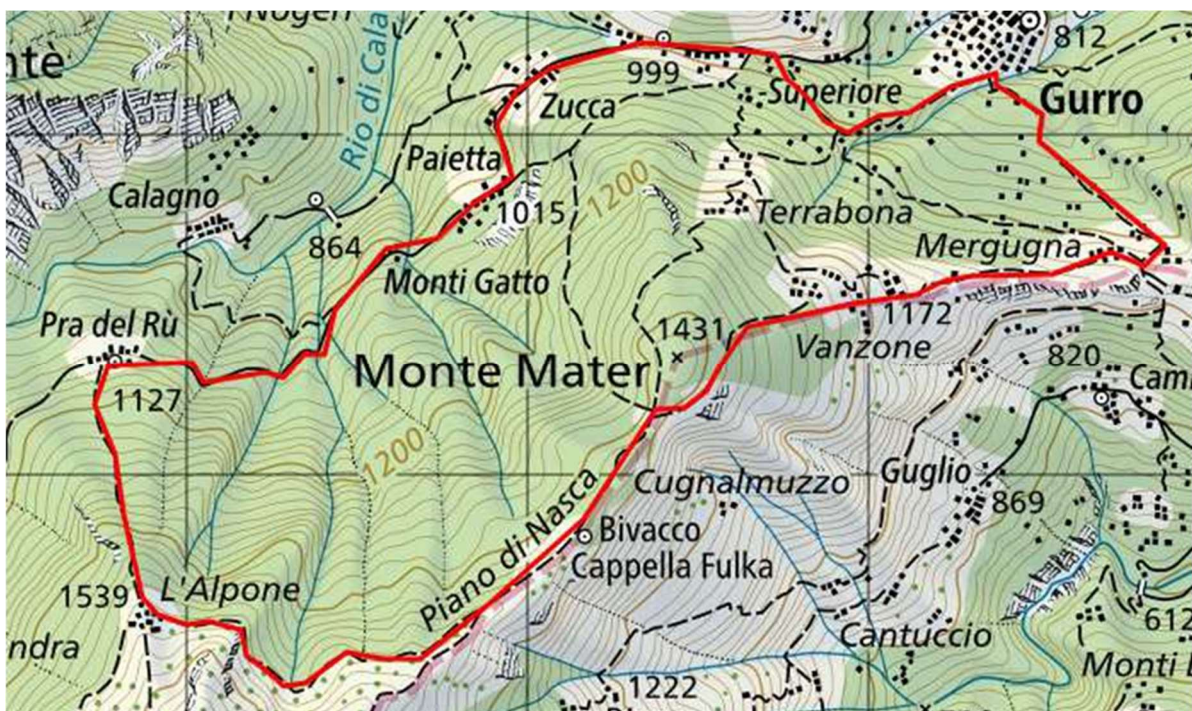 I Nogeri
812
ntè
Rio di Cala
999
Superiore
Gurro
Zucca
Paietta
1200
Calagno
1015
Terrabona
864
Mergugna
Monti Gatto
Pra del Rù
1431
1172
Monte Mater
Vanzone
820
Cam
1127
1200
Cugnalmuzzo
Guglio
869
Piano di Nasca
Bivacco
Cappella Fulka
1539
L'Alpone
612
ndra
Cantuccio
Monti
1222